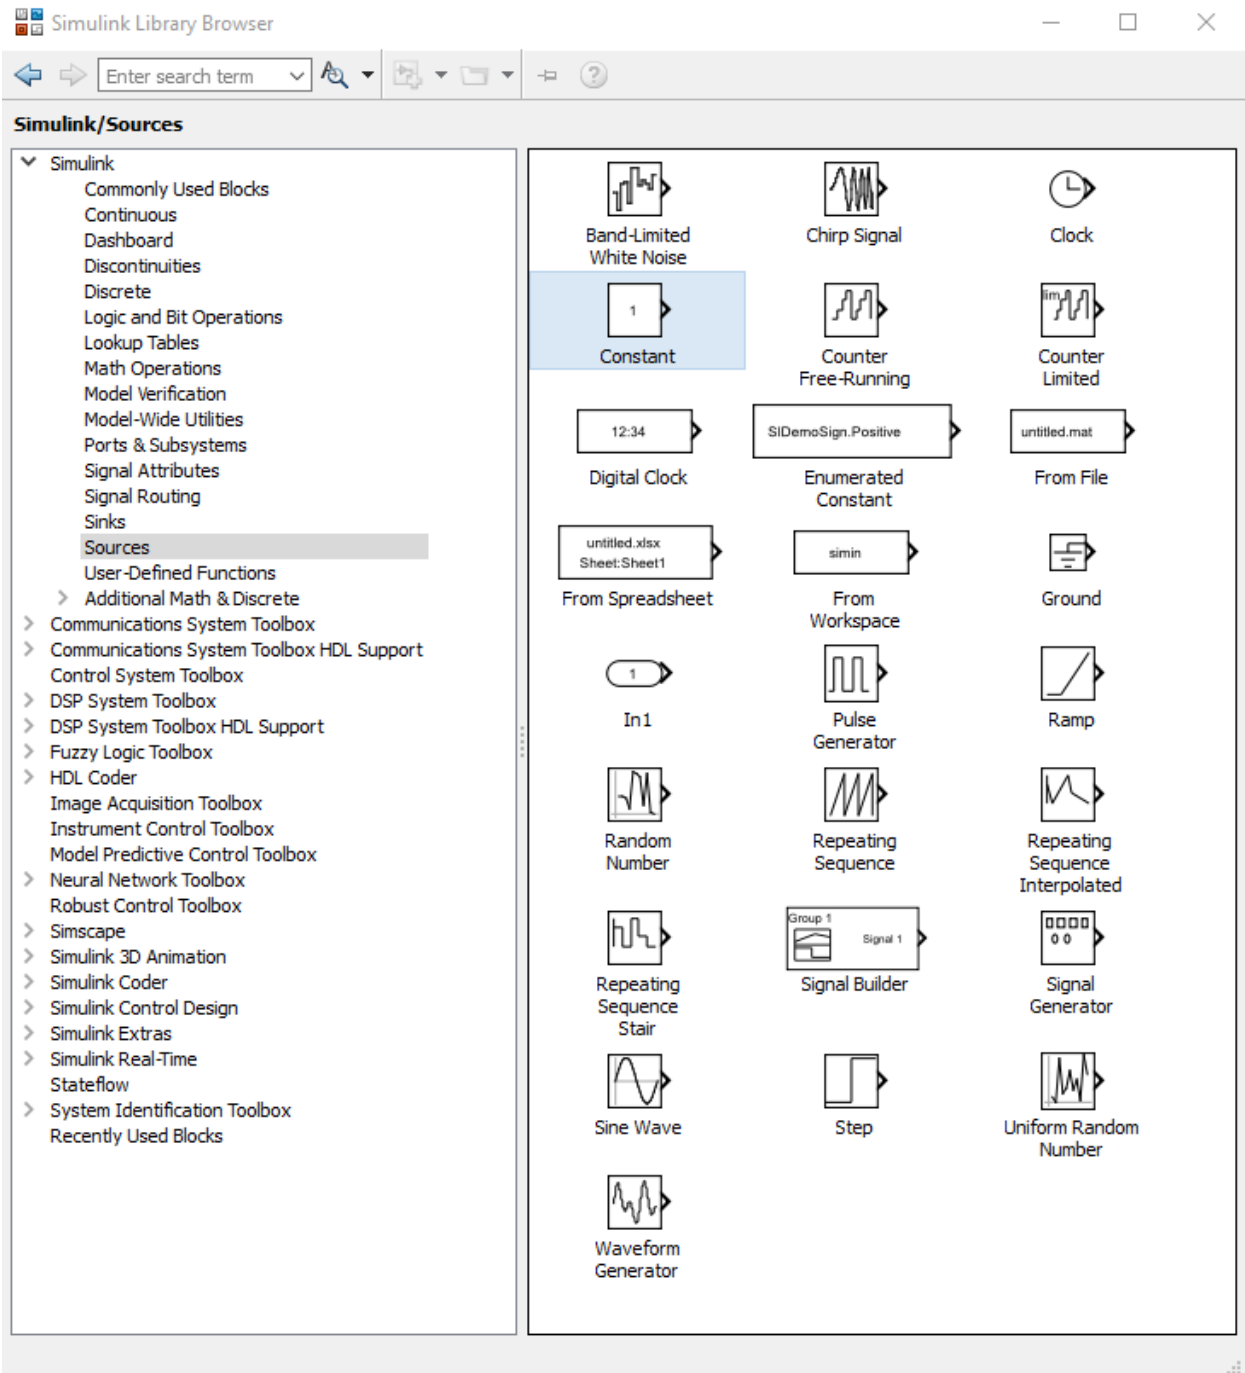 Simulink Library Browser
Enter search term
Simulink/Sources
Simulink
Commonly Used Blocks
Continuous
Dashboard
Discontinuities
Discrete
Logic and Bit Operations
Lookup Tables
Math Operations
Model Verification
Model-Wide Utilities
Ports & Subsystems
Signal Attributes
Signal Routing
Sinks
Sources
User-Defined Functions
Additional Math & Discrete
Communications System Toolbox
Communications System Toolbox HDL Support
Control System Toolbox
DSP System Toolbox
DSP System Toolbox HDL Support
Fuzzy Logic Toolbox
HDL Coder
Image Acquisition Toolbox
Instrument Control Toolbox
Model Predictive Control Toolbox
Neural Network Toolbox
Robust Control Toolbox
Simscape
Simulink 3D Animation
Simulink Coder
Simulink Control Design
Simulink Extras
Simulink Real-Time
Stateflow
System Identification Toolbox
Recently Used Blocks
Band-Limited
White Noise
Chirp Signal
Clock
1
Constant
Counter
Free-Running
lim
Counter
Limited
12:34
Digital Clock
SlDemoSign.Positive
Enumerated
Constant
untitled.mat
From File
untitled.xlsx
Sheet:Sheet1
From Spreadsheet
simin
From
Workspace
Ground
1
In1
Pulse
Generator
Ramp
Random
Number
Repeating
Sequence
Repeating
Sequence
Interpolated
Repeating
Sequence
Stair
Group 1
Signal 1
Signal Builder
Signal
Generator
Sine Wave
Step
Uniform Random
Number
Waveform
Generator